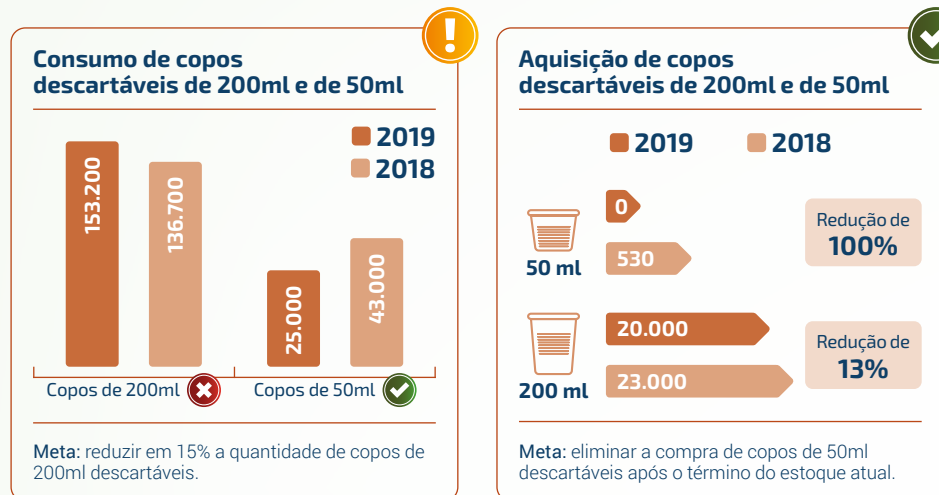 Consumo de copos
descartáveis de 200ml e de 50ml
2019
2018
153.200
136.700
25.000
43.000
Copos de 200ml
Copos de 50ml
Meta: reduzir em 15% a quantidade de copos de
200ml descartáveis.
Aquisição de copos
descartáveis de 200ml e de 50ml
2019
2018
50 ml
0
530
Redução de
100%
200 ml
20.000
23.000
Redução de
13%
Meta: eliminar a compra de copos de 50ml
descartáveis após o término do estoque atual.